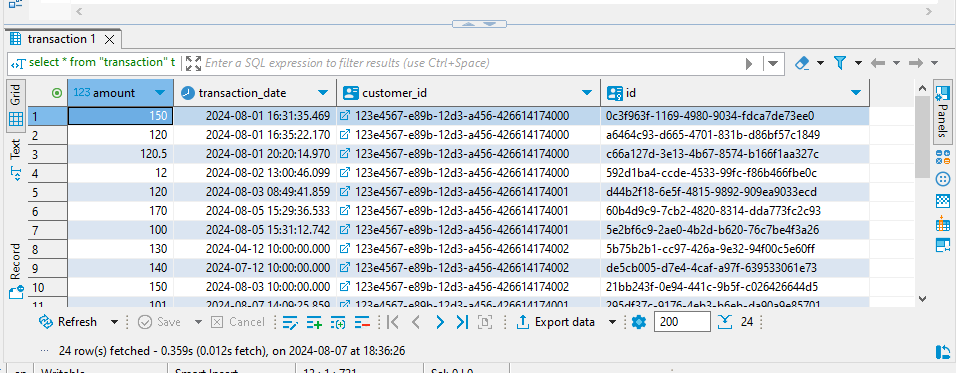 transaction 1
select * from "transaction" t
Enter a SQL expression to filter results (use Ctrl+Space)
Grid
Text
Record
Panels
123 amount transaction_date customer_id id
1 150 2024-08-01 16:31:35.469 123e4567-e89b-12d3-a456-426614174000 0c3f963f-1169-4980-9034-fdca7de73ee0
2 120 2024-08-01 16:35:22.170 123e4567-e89b-12d3-a456-426614174000 a6464c93-d665-4701-831b-d86bf57c1849
3 120.5 2024-08-01 20:20:14.970 123e4567-e89b-12d3-a456-426614174000 c66a127d-3e13-4b67-8574-b166f1aa327c
4 12 2024-08-02 13:00:46.099 123e4567-e89b-12d3-a456-426614174000 592d1ba4-ccde-4533-99fc-f86b466fbe0c
5 120 2024-08-03 08:49:41.859 123e4567-e89b-12d3-a456-426614174001 d44b2f18-6e5f-4815-9892-909ea9033ecd
6 170 2024-08-05 15:29:36.533 123e4567-e89b-12d3-a456-426614174001 60b4d9c9-7cb2-4820-8314-dda773fc2c93
7 100 2024-08-05 15:31:12.742 123e4567-e89b-12d3-a456-426614174001 5e2bf6c9-2ae0-4b2d-b620-76c7be4f3a26
8 130 2024-04-12 10:00:00.000 123e4567-e89b-12d3-a456-426614174002 5b75b2b1-cc97-426a-9e32-94f00c5e60ff
9 140 2024-07-12 10:00:00.000 123e4567-e89b-12d3-a456-426614174002 de5cb005-d7e4-4caf-a97f-639533061e73
10 150 2024-08-03 10:00:00.000 123e4567-e89b-12d3-a456-426614174002 21bb243f-0e94-441c-9b5f-c026426644d5
11 101 2024-08-07 14:09:25.859 123e4567-e89b-12d3-a456-426614174001 295df37c-9176-4eb3-b6eb-da90a9e85701
Refresh Save Cancel Export data 200 24
24 row(s) fetched - 0.359s (0.012s fetch), on 2024-08-07 at 18:36:26
en Writable Smart Insert 12 : 1 : 721 Sel: 0 | 0